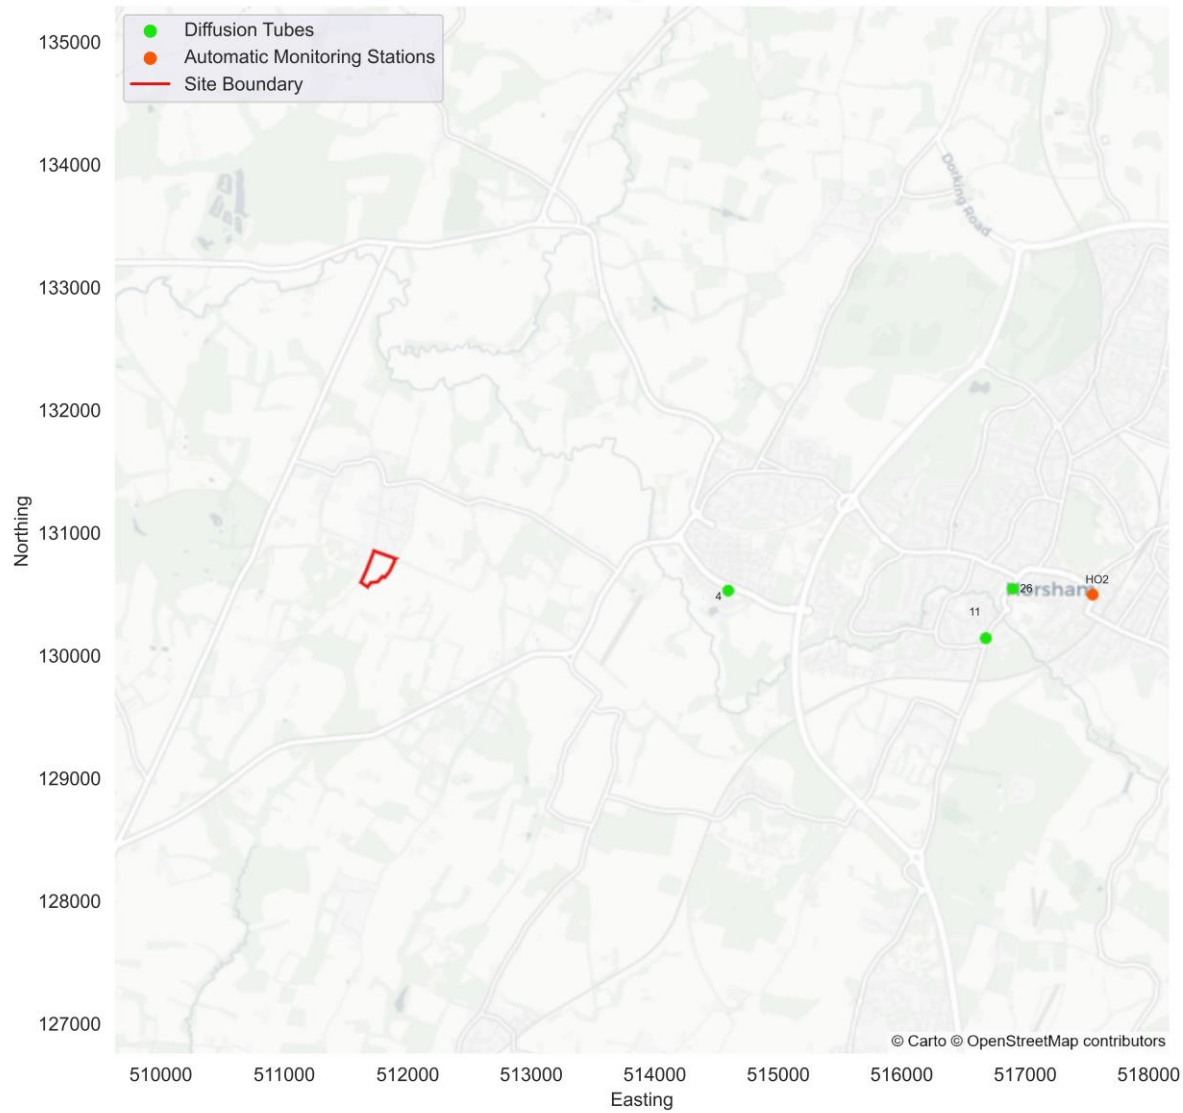 Diffusion Tubes
Automatic Monitoring Stations
Site Boundary
135000
134000
133000
132000
131000
130000
129000
128000
127000
Northing
Dorking Road
4
11
26
Horsham
HO2
© Carto © OpenStreetMap contributors
510000 511000 512000 513000 514000 515000 516000 517000 518000
Easting